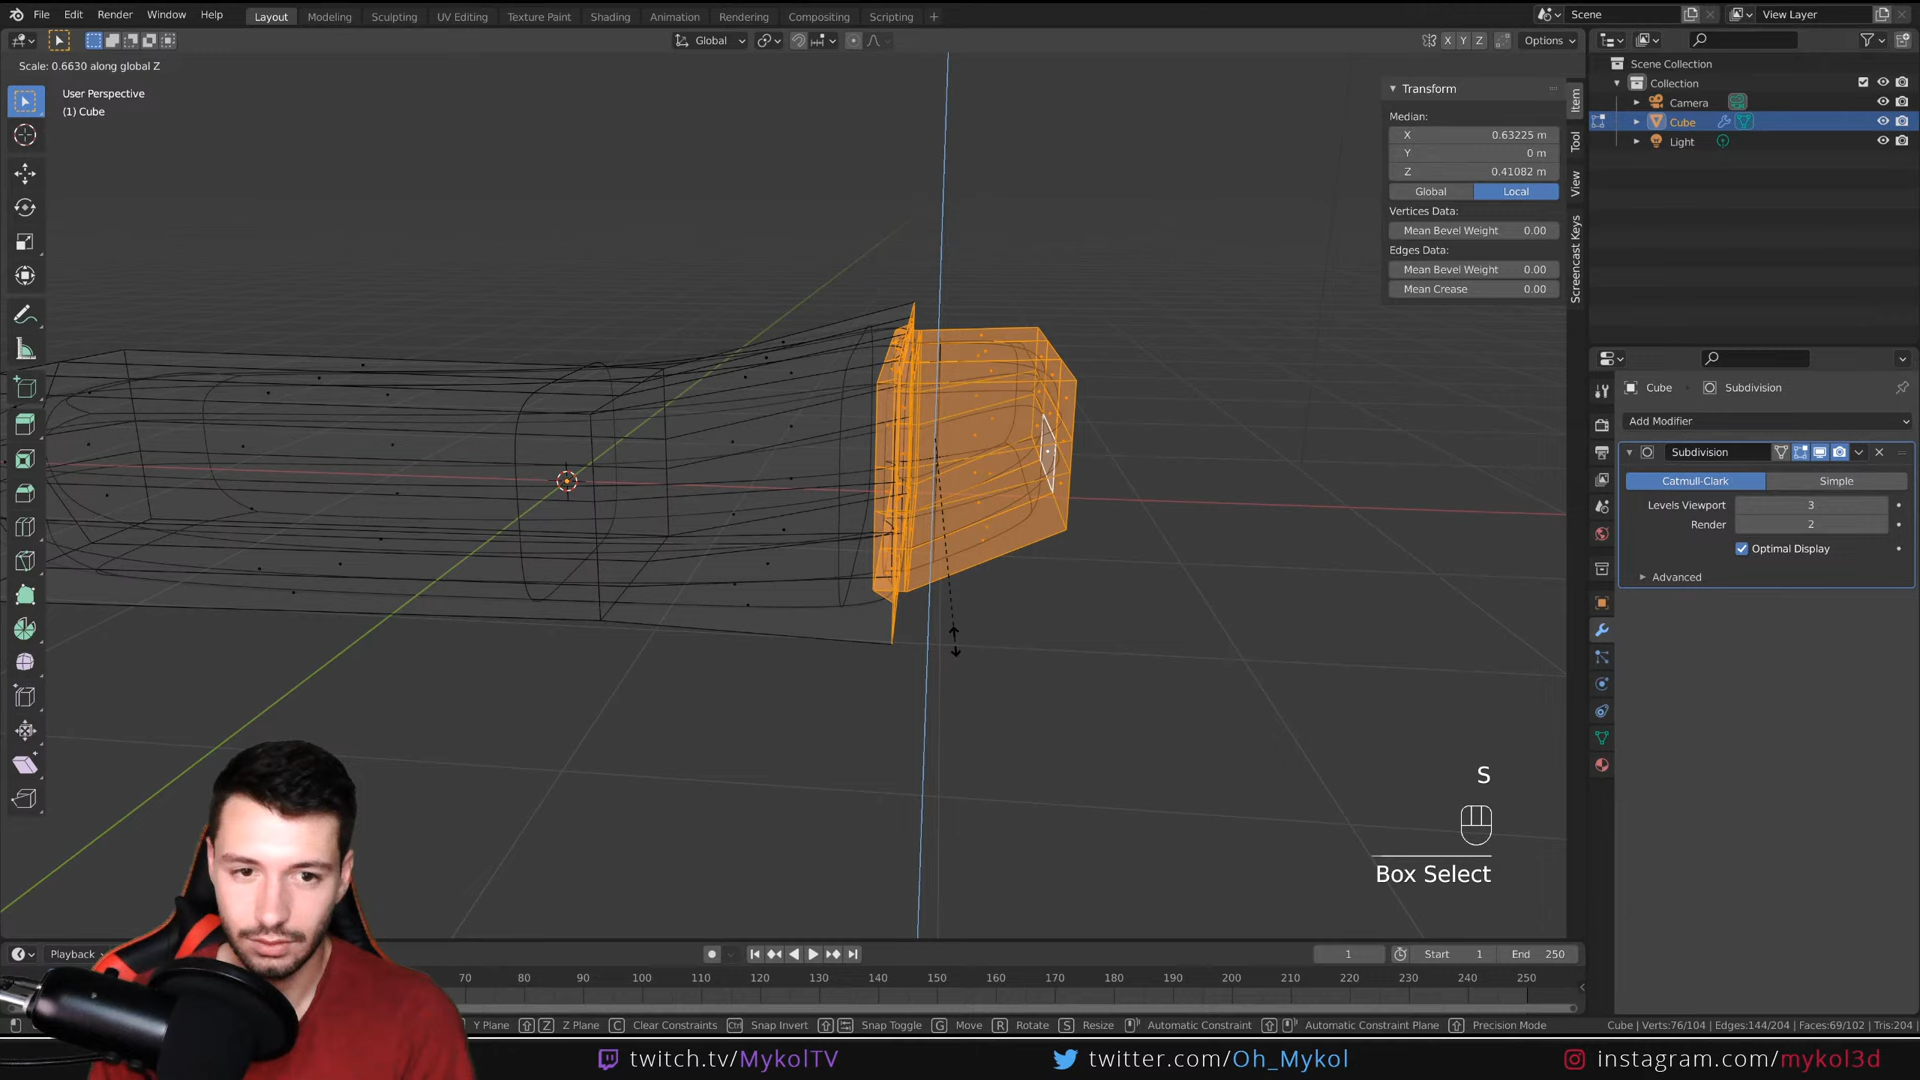 File Edit Render Window Help Layout Modeling Sculpting UV Editing Texture Paint Shading Animation Rendering Compositing Scripting + Scene View Layer
Global X Y Z Options
Scale: 0.6630 along global Z
User Perspective
(1) Cube
Transform
Median:
X 0.63225 m
Y 0 m
Z 0.41082 m
Global Local
Vertices Data:
Mean Bevel Weight 0.00
Edges Data:
Mean Bevel Weight 0.00
Mean Crease 0.00
Item
Tool
View
Screencast Keys
Scene Collection
Collection
Camera
Cube
Light
Cube Subdivision
Add Modifier
Subdivision
Catmull-Clark Simple
Levels Viewport 3
Render 2
Optimal Display
Advanced
S
Box Select
Playback 1 Start 1 End 250
70 80 90 100 110 120 130 140 150 160 170 180 190 200 210 220 230 240 250
Y Plane Z Z Plane C Clear Constraints Ctrl Snap Invert Snap Toggle G Move R Rotate S Resize Automatic Constraint Automatic Constraint Plane Precision Mode Cube | Verts:76/104 | Edges:144/204 | Faces:69/102 | Tris:204
twitch.tv/MykolTV twitter.com/Oh_Mykol instagram.com/mykol3d